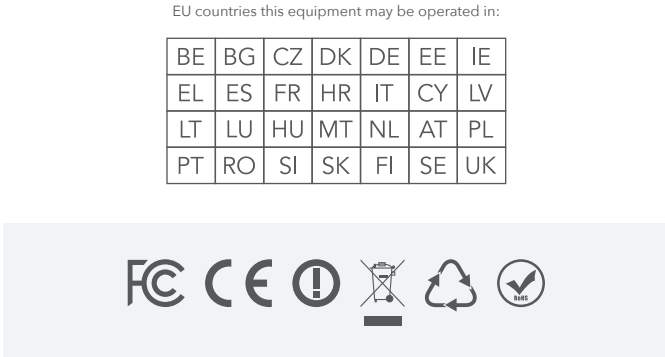 EU countries this equipment may be operated in:
BE BG CZ DK DE EE IE
EL ES FR HR IT CY LV
LT LU HU MT NL AT PL
PT RO SI SK FI SE UK
FC CE RoHS